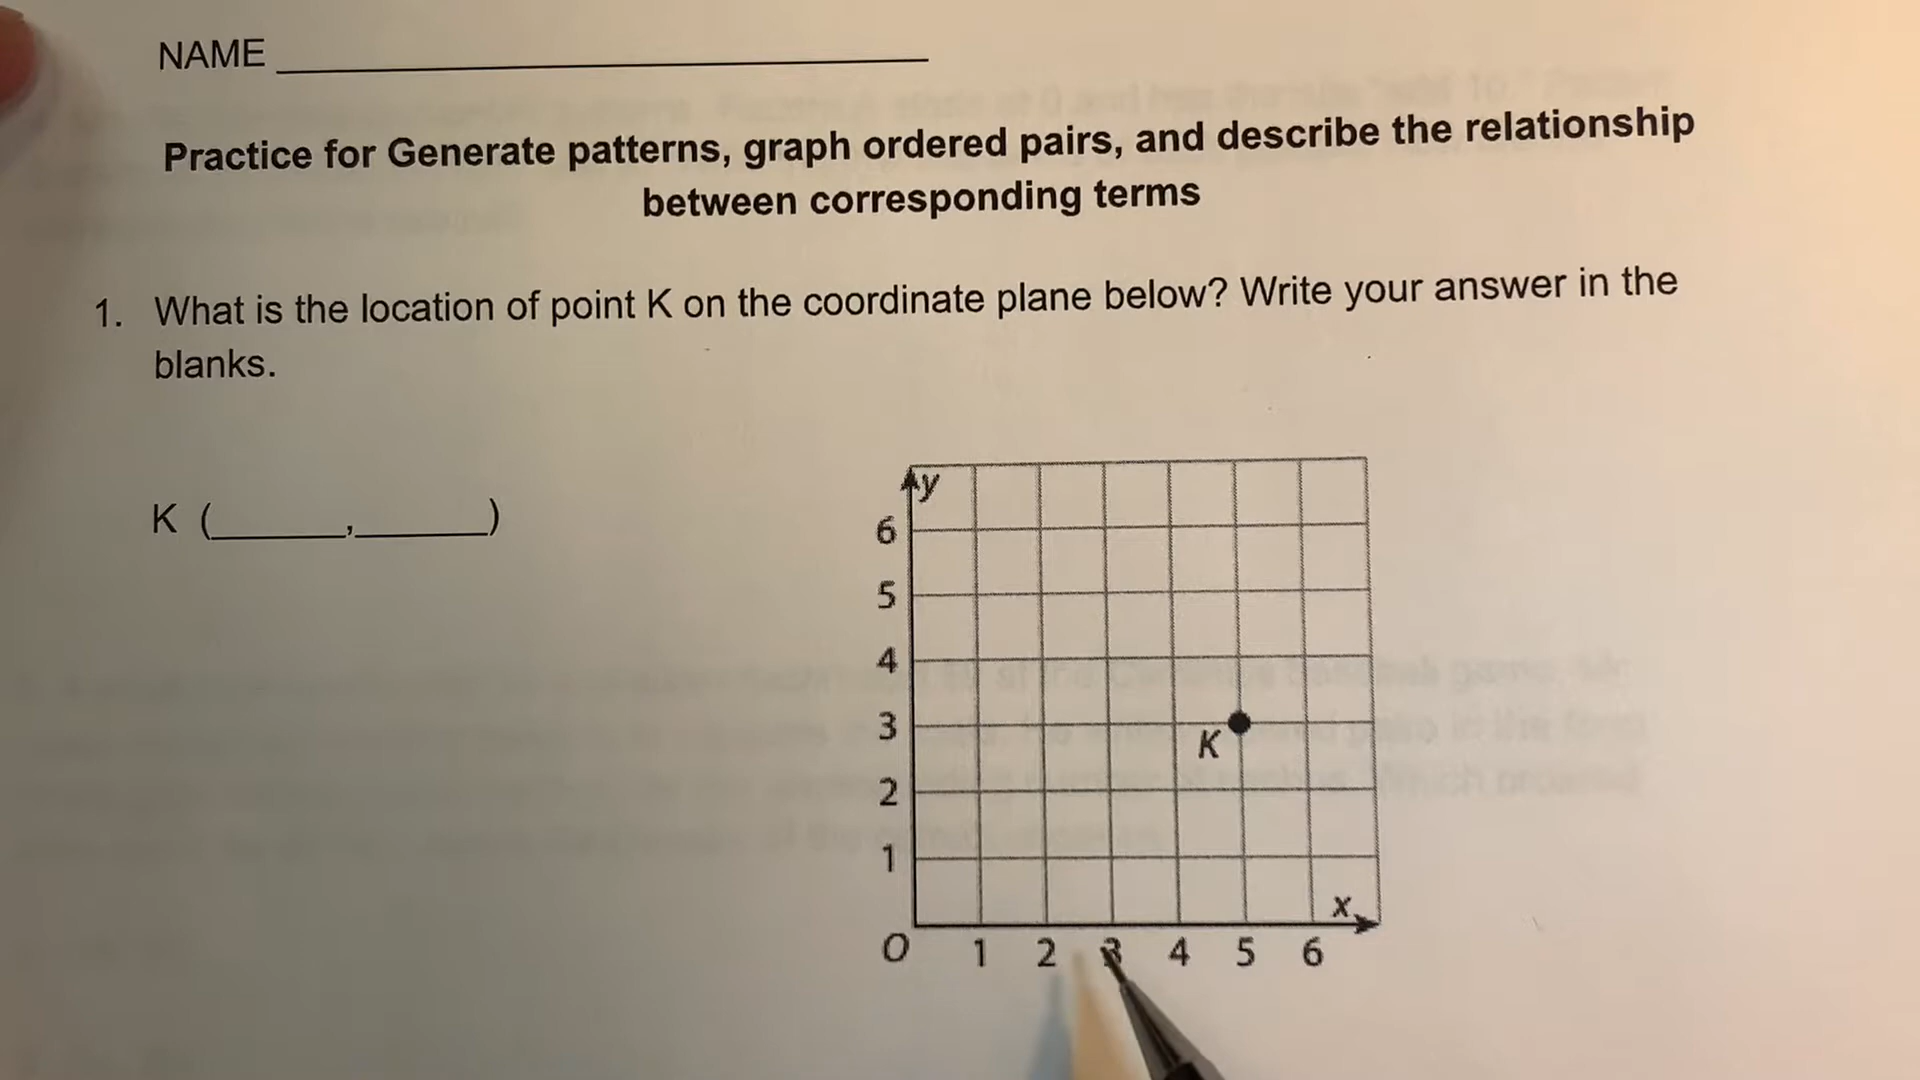 NAME
Practice for Generate patterns, graph ordered pairs, and describe the relationship
between corresponding terms
1. What is the location of point K on the coordinate plane below? Write your answer in the
blanks.
K (______,______)
y
6
5
4
3
K
2
1
x
O 1 2 3 4 5 6